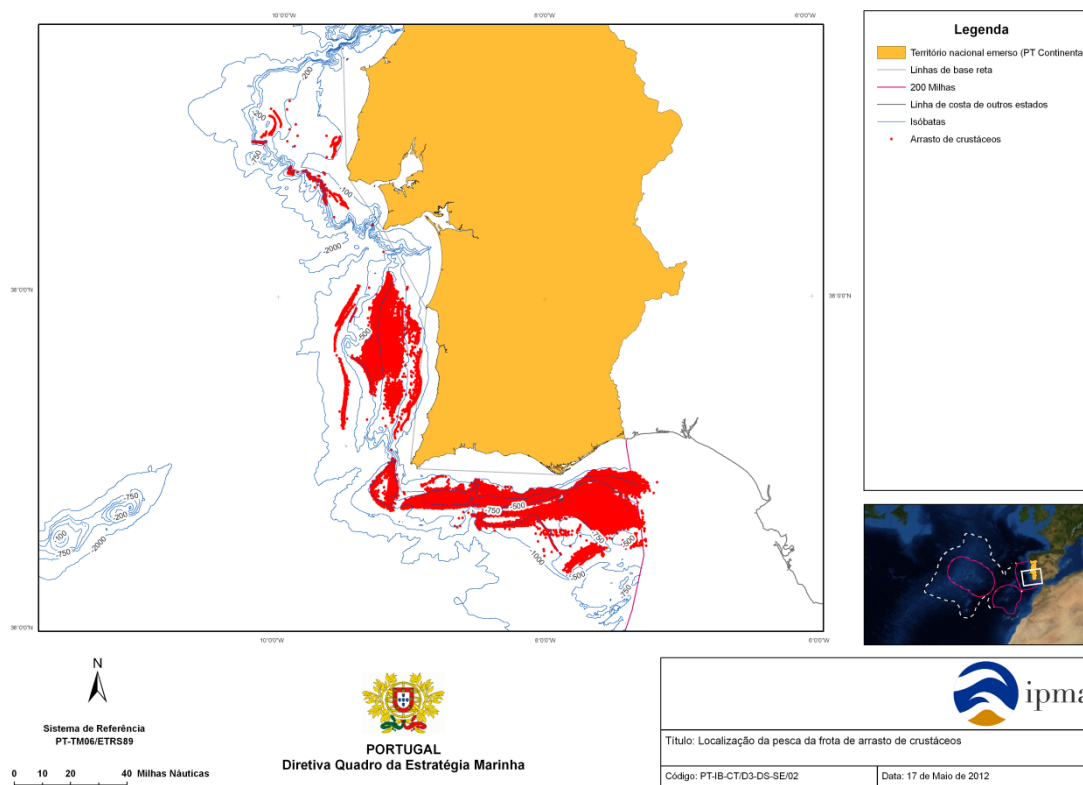 10°0'0"W
8°0'0"W
6°0'0"W
-200
-200
-750
-100
-2000
38°0'0"N
38°0'0"N
-500
-750
-500
-750
-200
-100
-750
-2000
-750
-500
-1000
-500
-750
36°0'0"N
36°0'0"N
10°0'0"W
8°0'0"W
6°0'0"W
Legenda
Território nacional emerso (PT Continenta
Linhas de base reta
200 Milhas
Linha de costa de outros estados
Isóbatas
Arrasto de crustáceos
N
Sistema de Referência
PT-TM06/ETRS89
0 10 20 40 Milhas Náuticas
PORTUGAL
Diretiva Quadro da Estratégia Marinha
ipma
Título: Localização da pesca da frota de arrasto de crustáceos
Código: PT-IB-CT/D3-DS-SE/02
Data: 17 de Maio de 2012